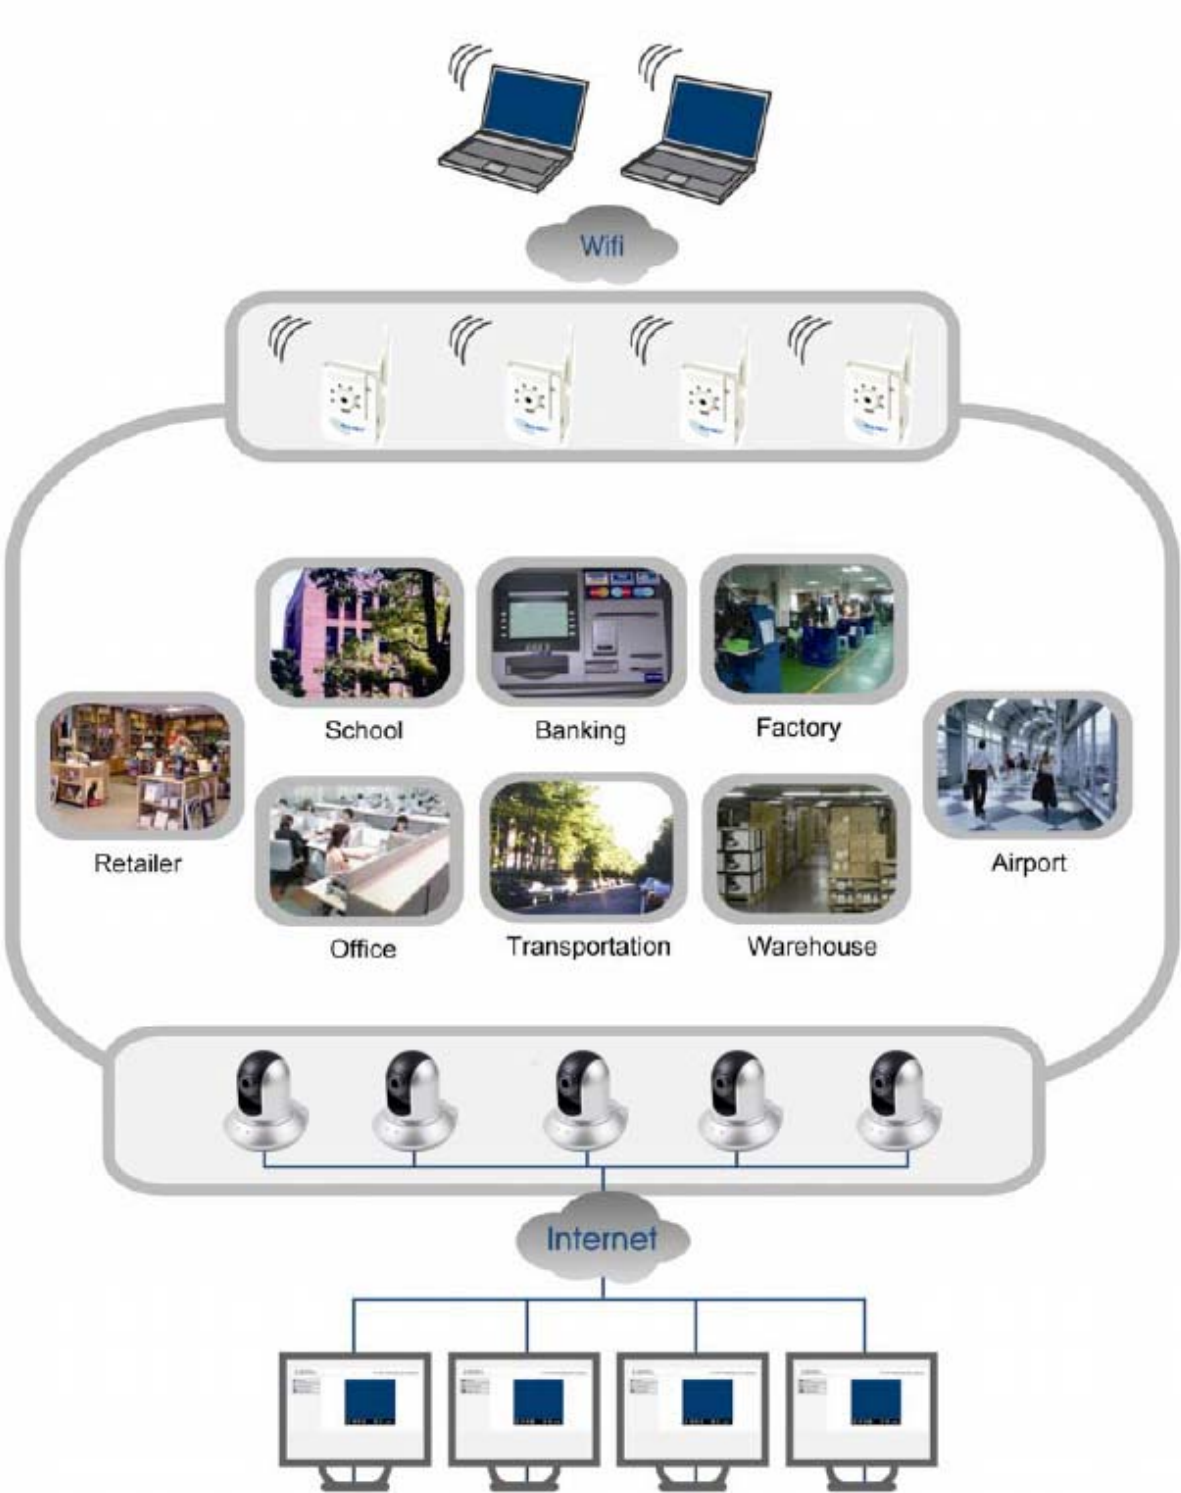 Wifi
School
Banking
Factory
Retailer
Airport
Office
Transportation
Warehouse
Internet